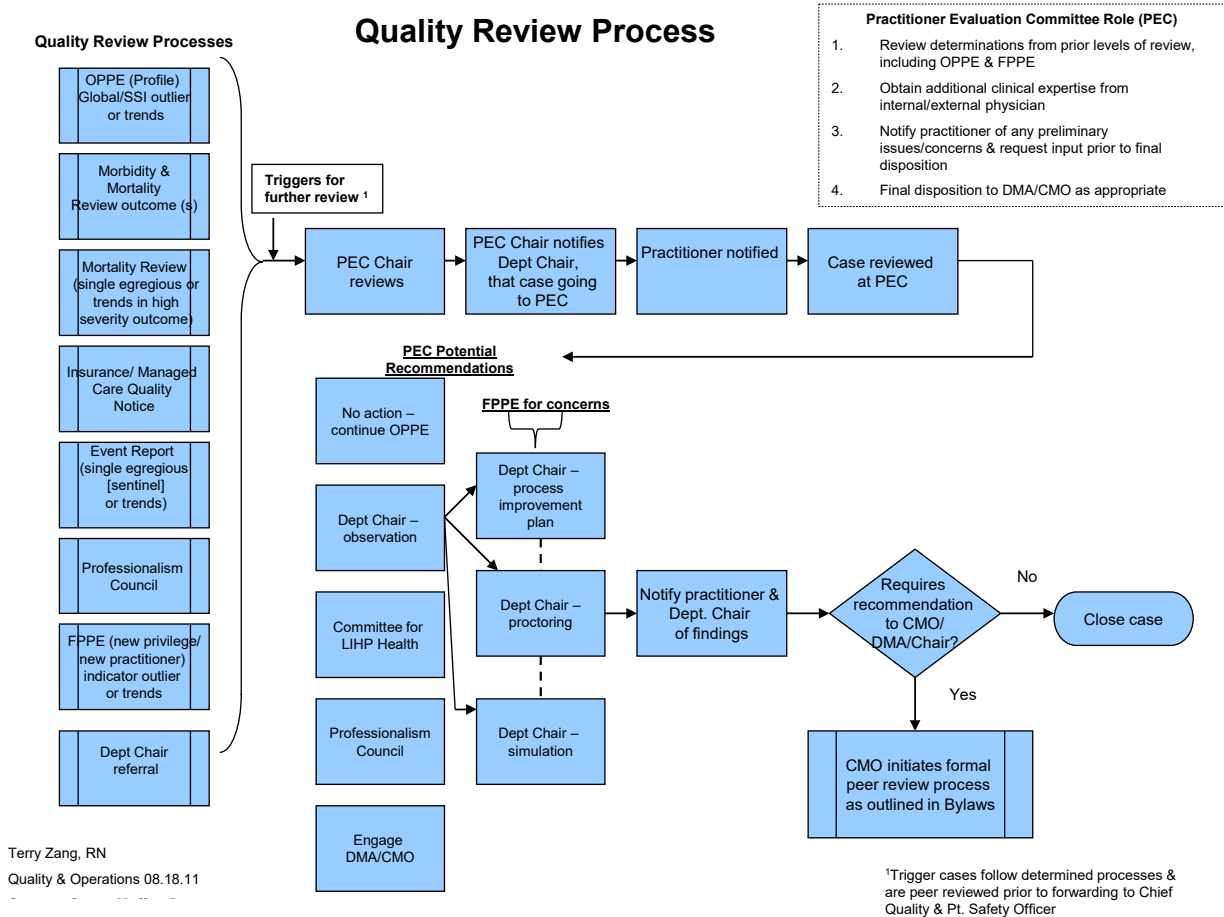 Quality Review Process
Quality Review Processes
OPPE (Profile)
Global/SSI outlier
or trends
Morbidity &
Mortality
Review outcome (s)
Mortality Review
(single egregious or
trends in high
severity outcome)
Insurance/ Managed
Care Quality
Notice
Event Report
(single egregious
[sentinel]
or trends)
Professionalism
Council
FPPE (new privilege/
new practitioner)
indicator outlier
or trends
Dept Chair
referral
Triggers for
further review ¹
Practitioner Evaluation Committee Role (PEC)
1. Review determinations from prior levels of review,
including OPPE & FPPE
2. Obtain additional clinical expertise from
internal/external physician
3. Notify practitioner of any preliminary
issues/concerns & request input prior to final
disposition
4. Final disposition to DMA/CMO as appropriate
PEC Chair
reviews
PEC Chair notifies
Dept Chair,
that case going
to PEC
Practitioner notified
Case reviewed
at PEC
PEC Potential
Recommendations
No action –
continue OPPE
Dept Chair –
observation
Committee for
LIHP Health
Professionalism
Council
Engage
DMA/CMO
FPPE for concerns
Dept Chair –
process
improvement
plan
Dept Chair –
proctoring
Dept Chair –
simulation
Notify practitioner &
Dept. Chair
of findings
Requires
recommendation
to CMO/
DMA/Chair?
No
Close case
Yes
CMO initiates formal
peer review process
as outlined in Bylaws
Terry Zang, RN
Quality & Operations 08.18.11
¹Trigger cases follow determined processes &
are peer reviewed prior to forwarding to Chief
Quality & Pt. Safety Officer